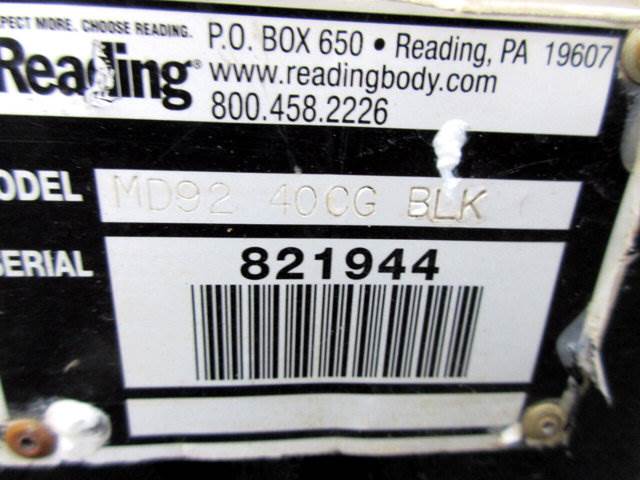 PECT MORE. CHOOSE READING.
Reading®
P.O. BOX 650 • Reading, PA 19607
www.readingbody.com
800.458.2226
ODEL MD92 40CG BLK
SERIAL 821944